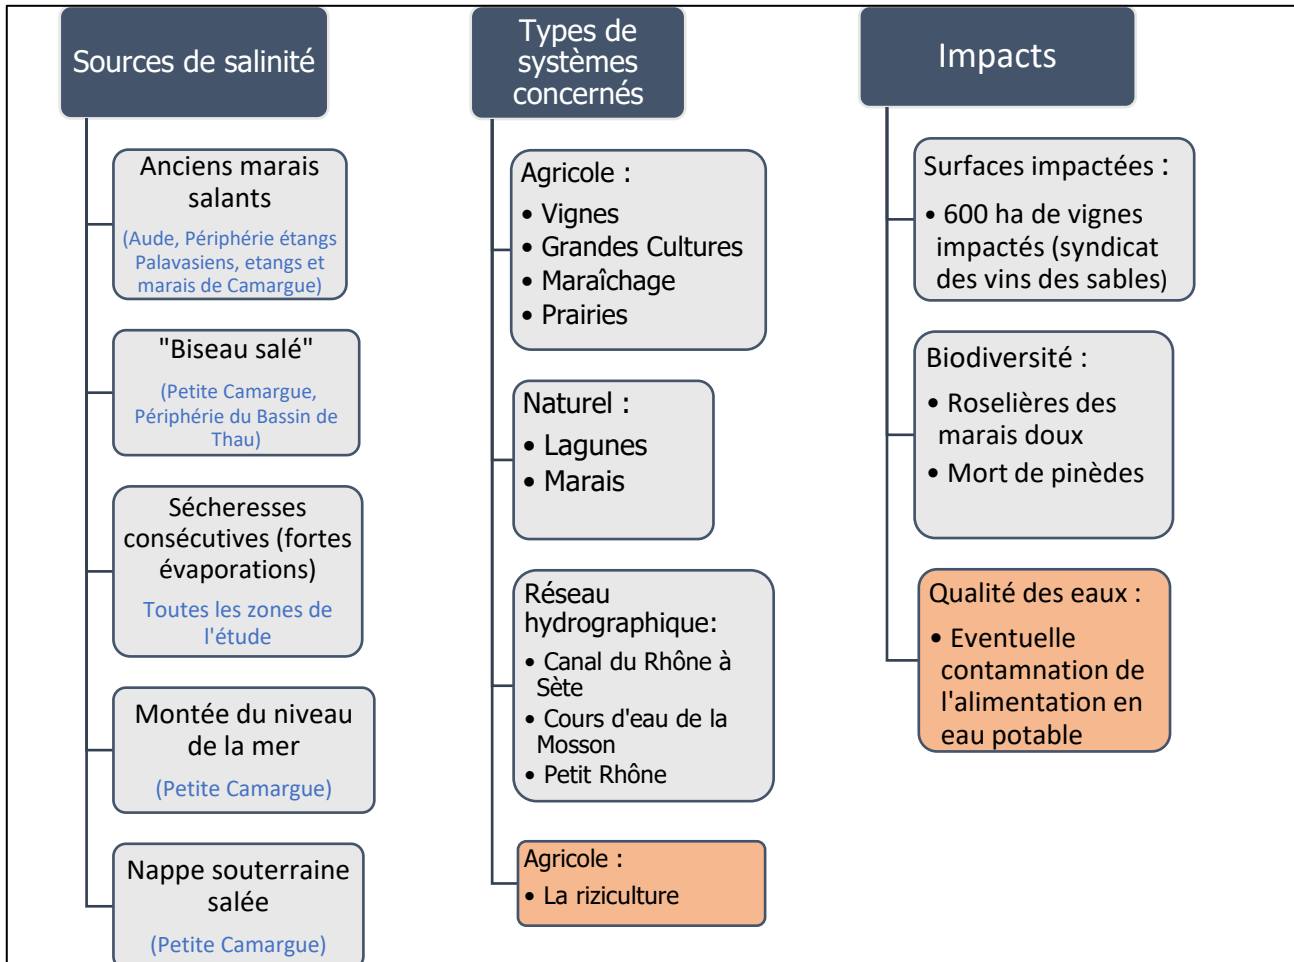 Sources de salinité
Anciens marais
salants
(Aude, Périphérie étangs
Palavasiens, etangs et
marais de Camargue)
"Biseau salé"
(Petite Camargue,
Périphérie du Bassin de
Thau)
Sécheresses
consécutives (fortes
évaporations)
Toutes les zones de
l'étude
Montée du niveau
de la mer
(Petite Camargue)
Nappe souterraine
salée
(Petite Camargue)
Types de
systèmes
concernés
Agricole :
• Vignes
• Grandes Cultures
• Maraîchage
• Prairies
Naturel :
• Lagunes
• Marais
Réseau
hydrographique:
• Canal du Rhône à
Sète
• Cours d'eau de la
Mosson
• Petit Rhône
Agricole :
• La riziculture
Impacts
Surfaces impactées :
• 600 ha de vignes
impactés (syndicat
des vins des sables)
Biodiversité :
• Roselières des
marais doux
• Mort de pinèdes
Qualité des eaux :
• Eventuelle
contamnation de
l'alimentation en
eau potable